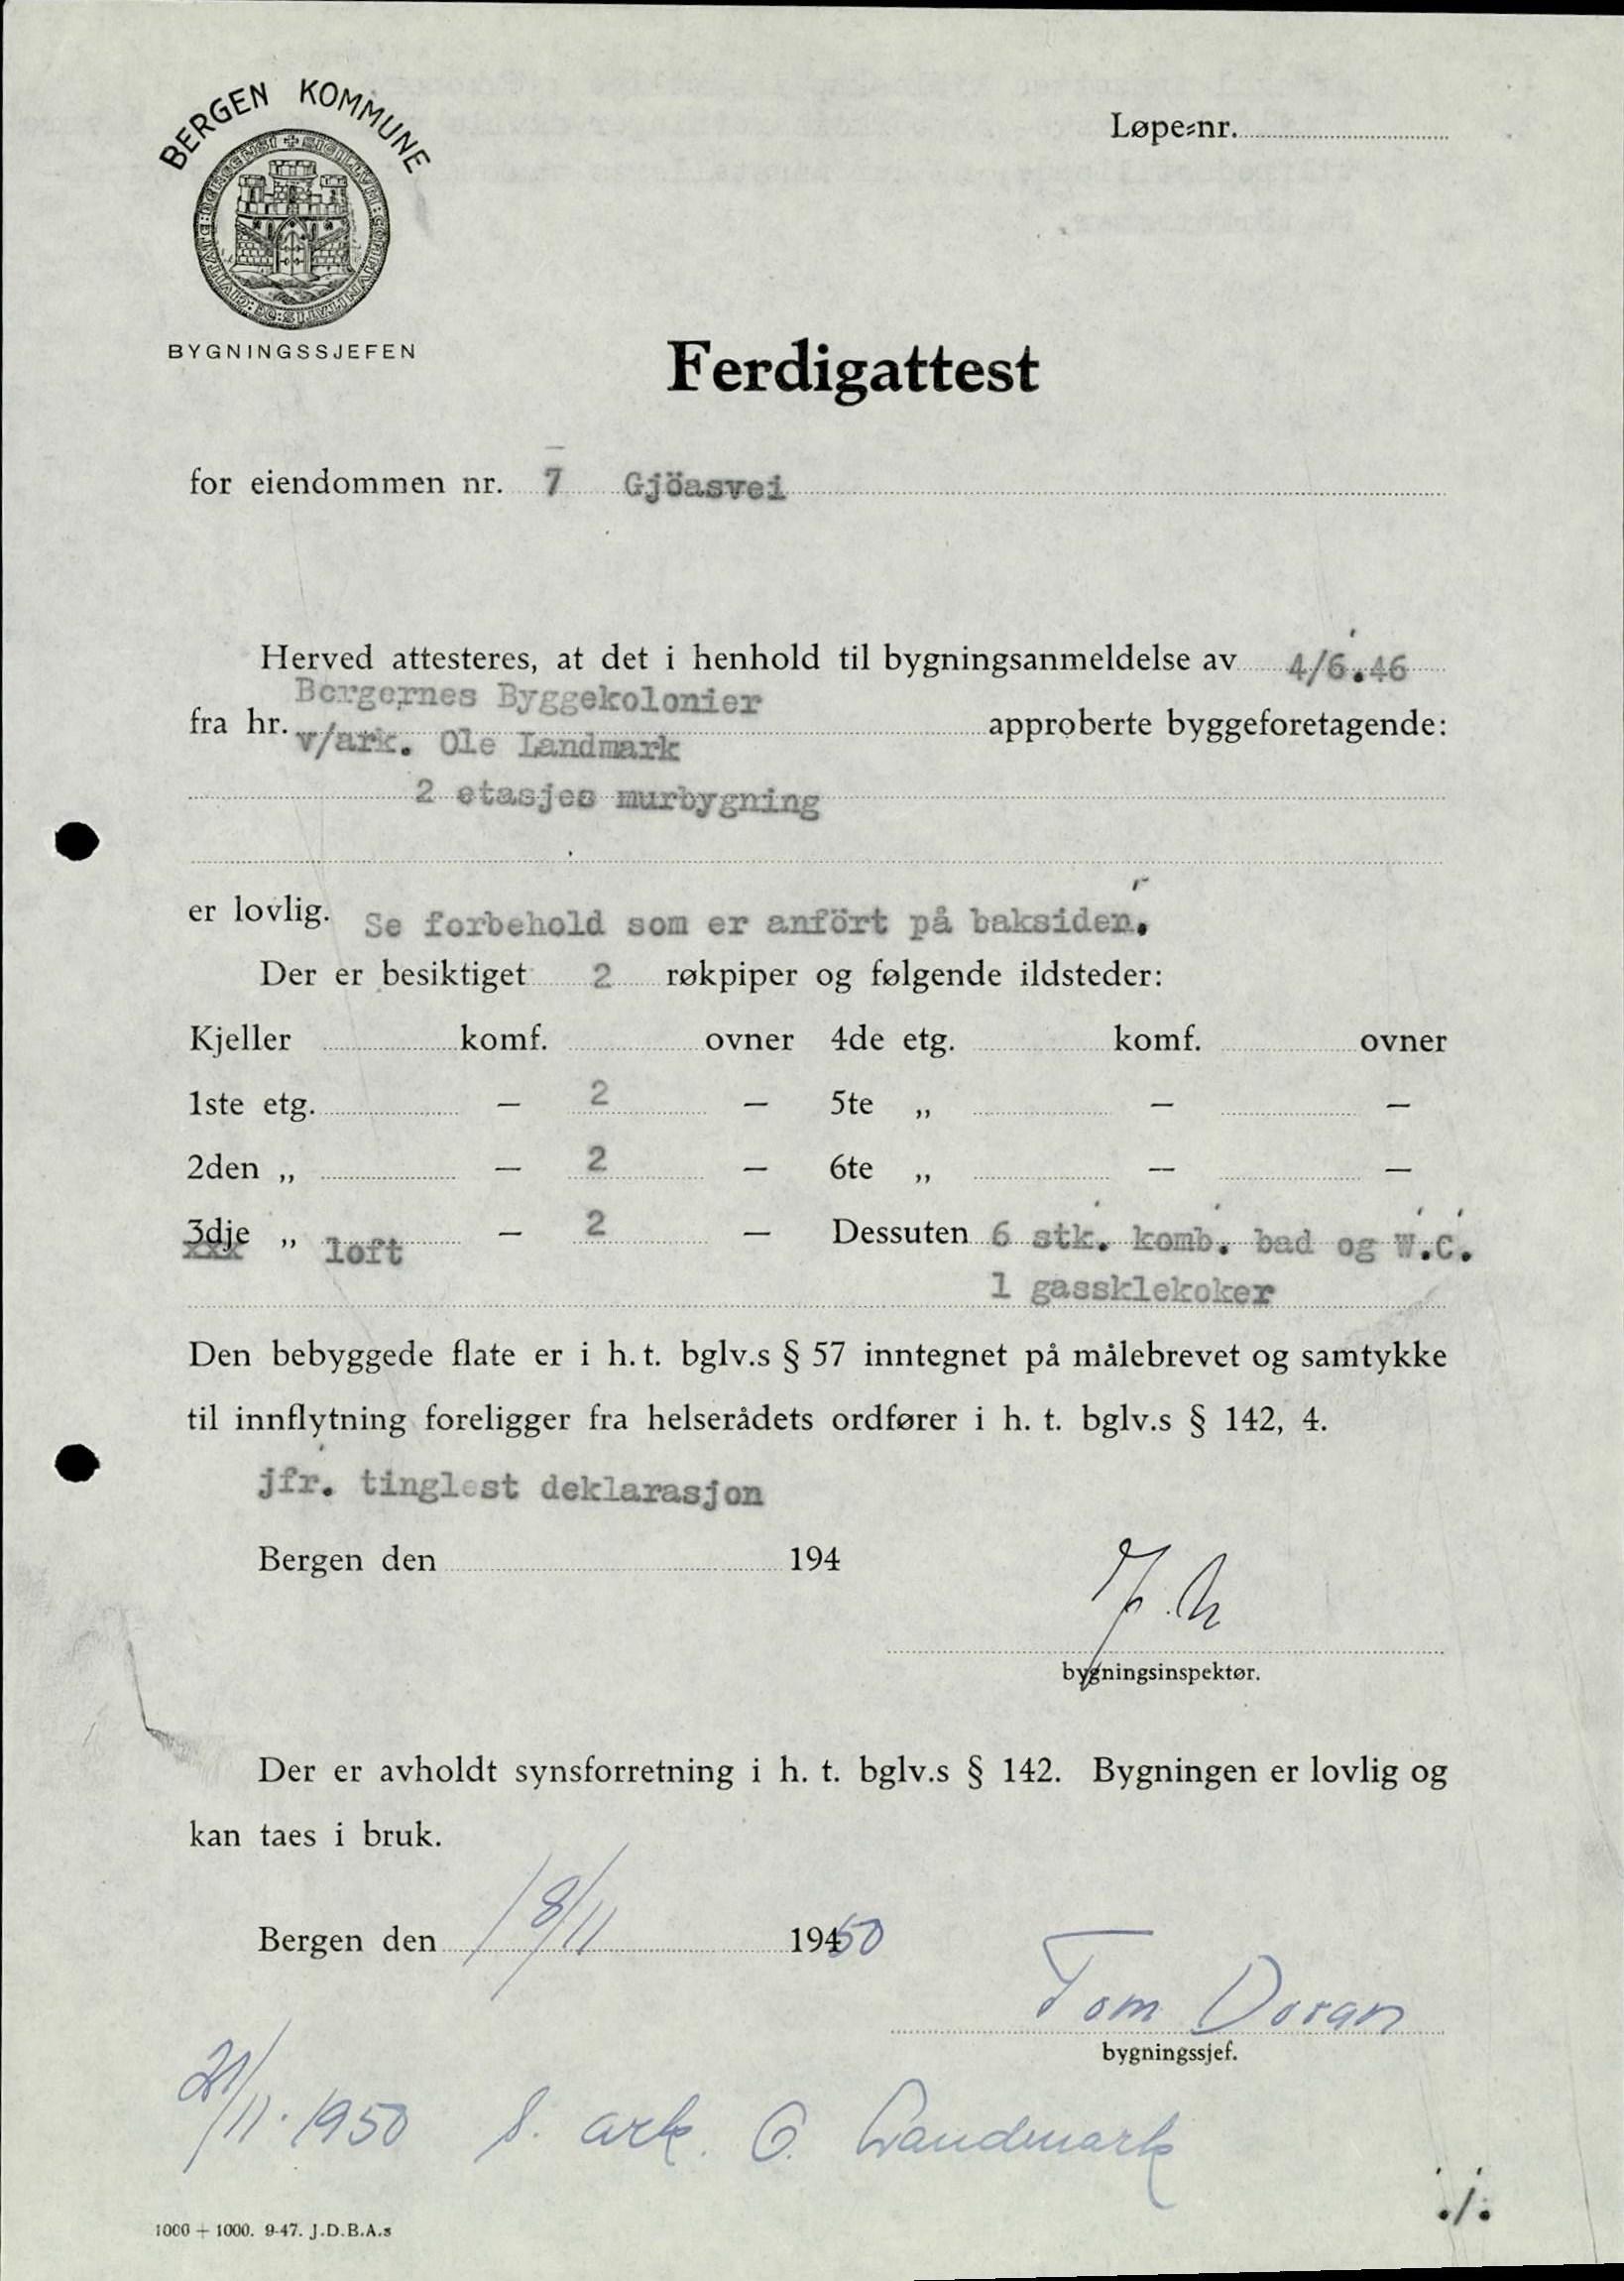 BERGEN KOMMUNE
BYGNINGSSJEFEN
Løpe-nr.
Ferdigattest
for eiendommen nr. 7 Gjöasvei
Herved attesteres, at det i henhold til bygningsanmeldelse av 4/6.46
Borgernes Byggekolonier
fra hr. v/ark. Ole Landmark approberte byggeforetagende:
2 etasjes murbygning
er lovlig. Se forbehold som er anfört på baksiden.
Der er besiktiget 2 røkpiper og følgende ildsteder:
Kjeller komf. ovner 4de etg. komf. ovner
1ste etg. — 2 — 5te „ — —
2den „ — 2 — 6te „ — —
3dje „ loft — 2 — Dessuten 6 stk. komb. bad og W.C.
1 gassklekoker
Den bebyggede flate er i h. t. bglv.s § 57 inntegnet på målebrevet og samtykke
til innflytning foreligger fra helserådets ordfører i h. t. bglv.s § 142, 4.
jfr. tinglest deklarasjon
Bergen den 194
bygningsinspektør.
Der er avholdt synsforretning i h. t. bglv.s § 142. Bygningen er lovlig og
kan taes i bruk.
Bergen den 18/11 19450
Tom Doran
bygningssjef.
21/11. 1950 S. ark. O. Landmark
./.
1000 + 1000. 9-47. J.D.B.A.s